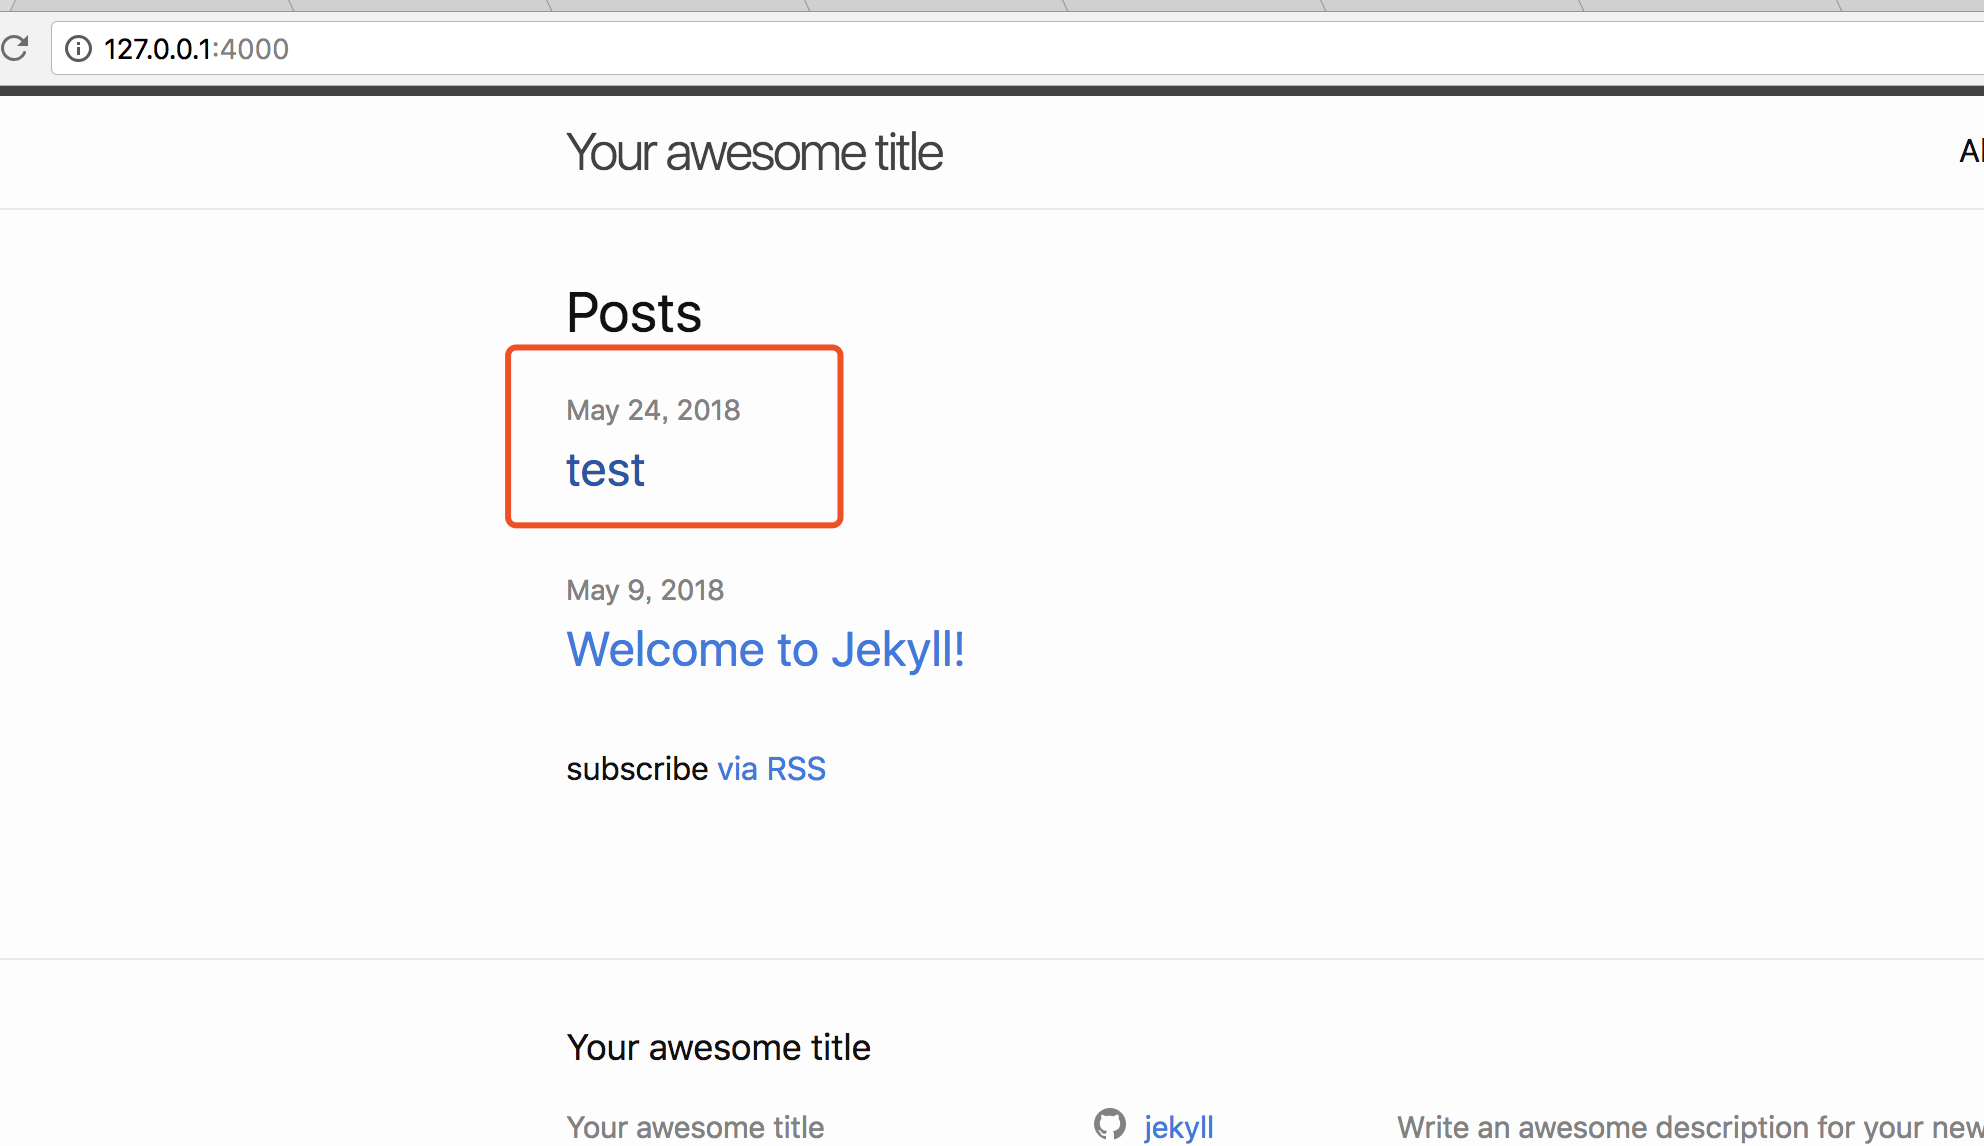 127.0.0.1:4000
Your awesome title
Posts
May 24, 2018
test
May 9, 2018
Welcome to Jekyll!
subscribe via RSS
Your awesome title
Your awesome title
jekyll
Write an awesome description for your new